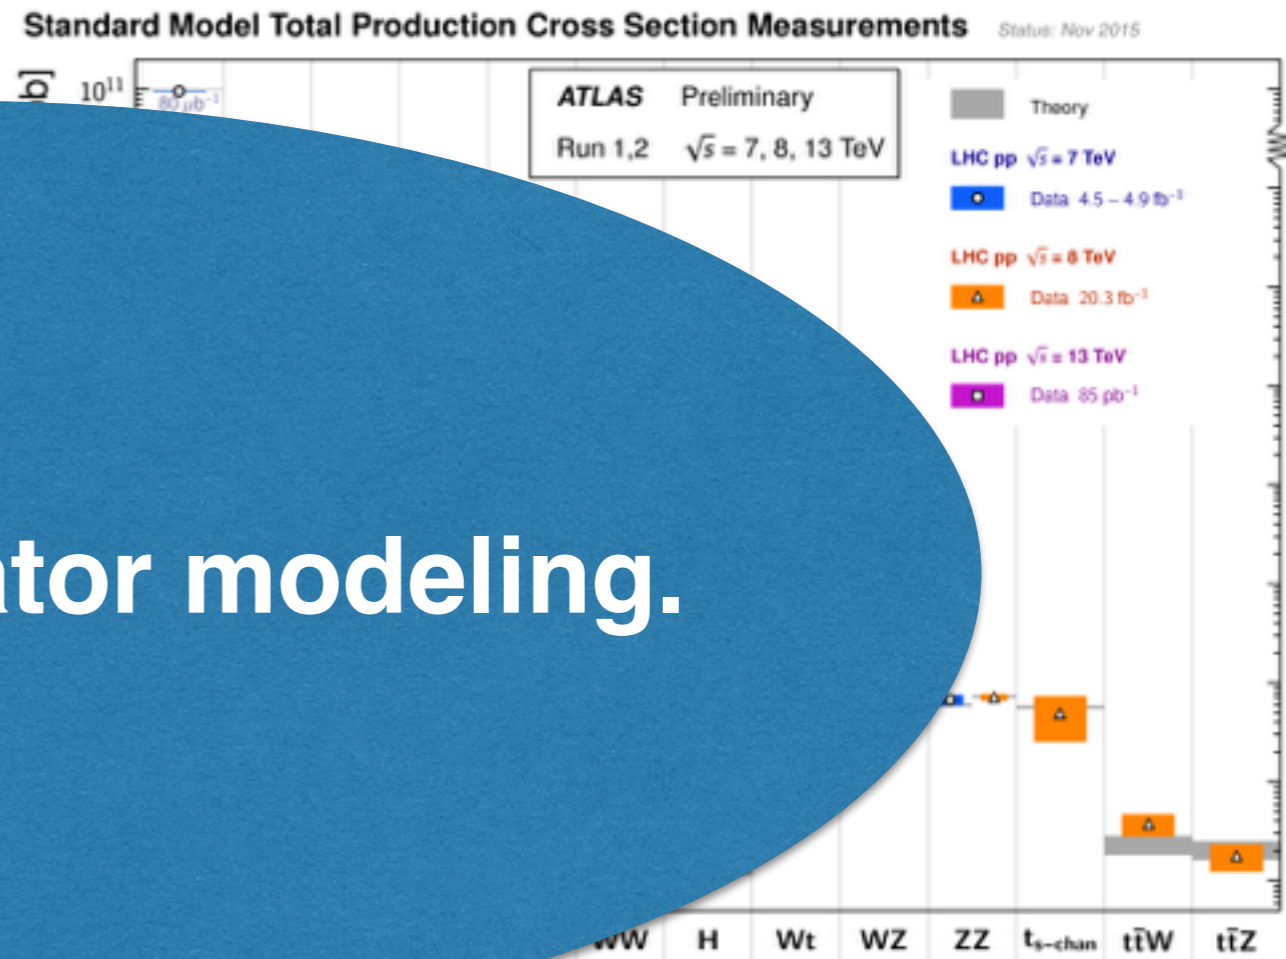 Standard Model Total Production Cross Section Measurements Status: Nov 2015
10¹¹
80 μb⁻¹
ATLAS Preliminary
Run 1,2 √s = 7, 8, 13 TeV
Theory
LHC pp √s = 7 TeV
Data 4.5 – 4.9 fb⁻¹
LHC pp √s = 8 TeV
Data 20.3 fb⁻¹
LHC pp √s = 13 TeV
Data 85 pb⁻¹
ator modeling.
WW H Wt WZ ZZ tₛ₋chan tt̄W tt̄Z